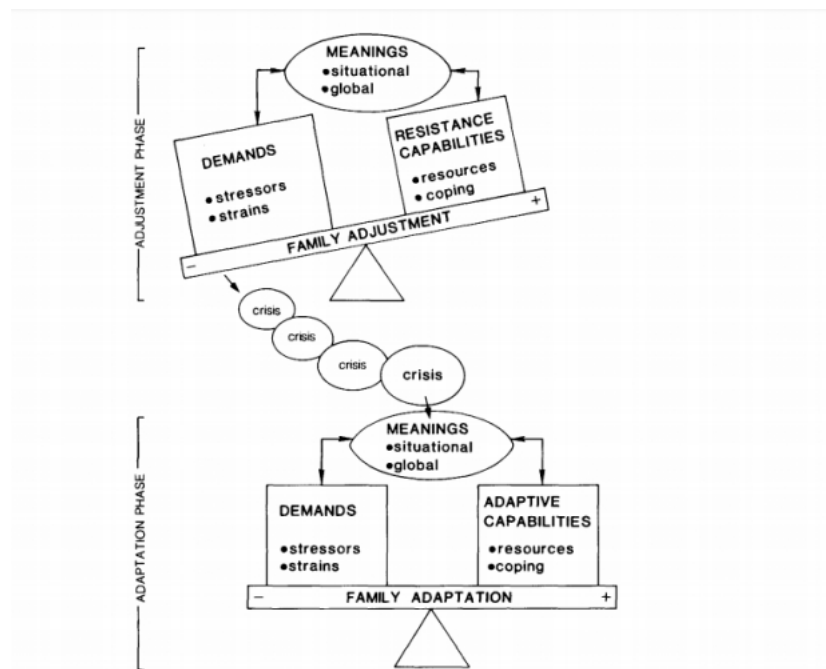 ADJUSTMENT PHASE
MEANINGS
•situational
•global
DEMANDS
•stressors
•strains
RESISTANCE
CAPABILITIES
•resources
•coping
− FAMILY ADJUSTMENT +
crisis
crisis
crisis
crisis
ADAPTATION PHASE
MEANINGS
•situational
•global
DEMANDS
•stressors
•strains
ADAPTIVE
CAPABILITIES
•resources
•coping
− FAMILY ADAPTATION +